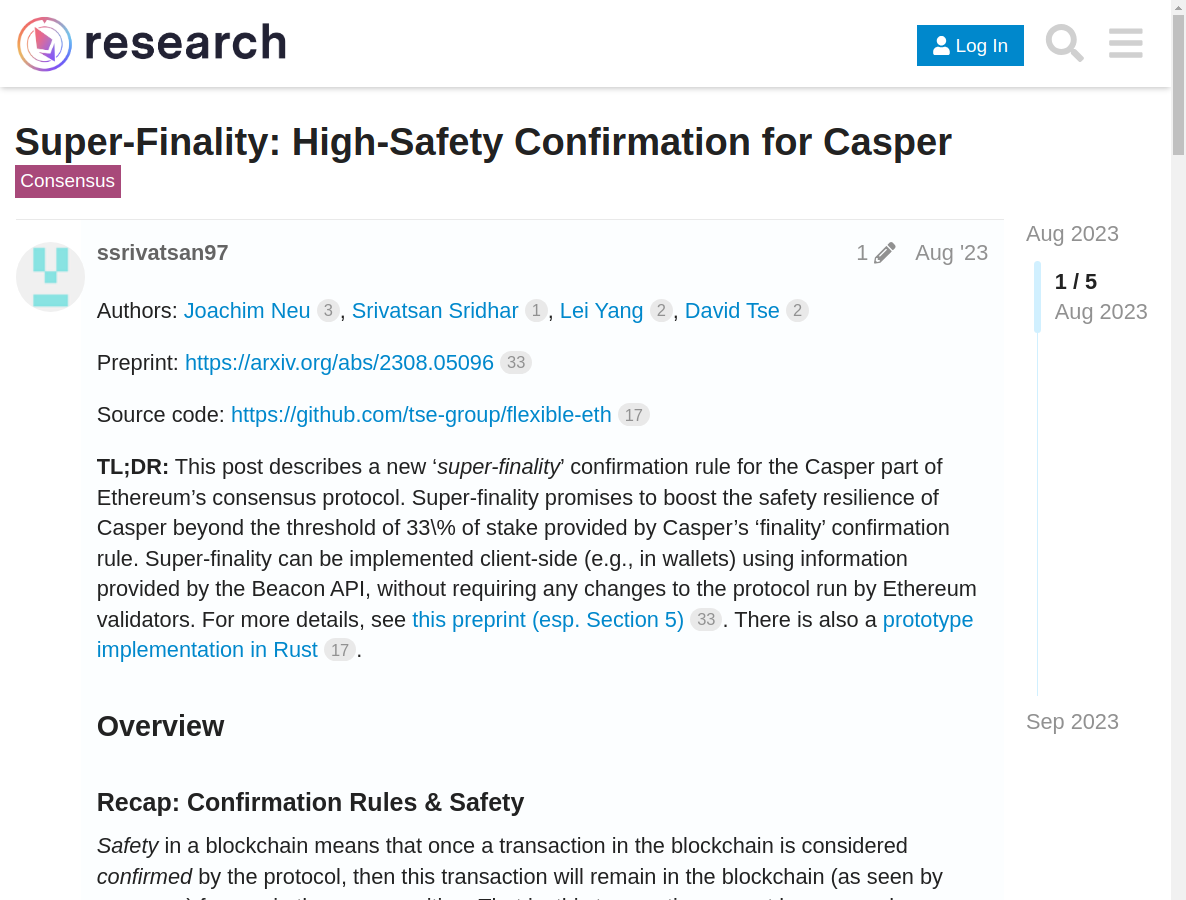 research
Log In
Super-Finality: High-Safety Confirmation for Casper
Consensus
ssrivatsan97
1
Aug '23
Authors: Joachim Neu 3, Srivatsan Sridhar 1, Lei Yang 2, David Tse 2
Preprint: https://arxiv.org/abs/2308.05096 33
Source code: https://github.com/tse-group/flexible-eth 17
TL;DR: This post describes a new ‘super-finality’ confirmation rule for the Casper part of
Ethereum’s consensus protocol. Super-finality promises to boost the safety resilience of
Casper beyond the threshold of 33\% of stake provided by Casper’s ‘finality’ confirmation
rule. Super-finality can be implemented client-side (e.g., in wallets) using information
provided by the Beacon API, without requiring any changes to the protocol run by Ethereum
validators. For more details, see this preprint (esp. Section 5) 33. There is also a prototype
implementation in Rust 17.
Overview
Recap: Confirmation Rules & Safety
Safety in a blockchain means that once a transaction in the blockchain is considered
confirmed by the protocol, then this transaction will remain in the blockchain (as seen by
Aug 2023
1 / 5
Aug 2023
Sep 2023